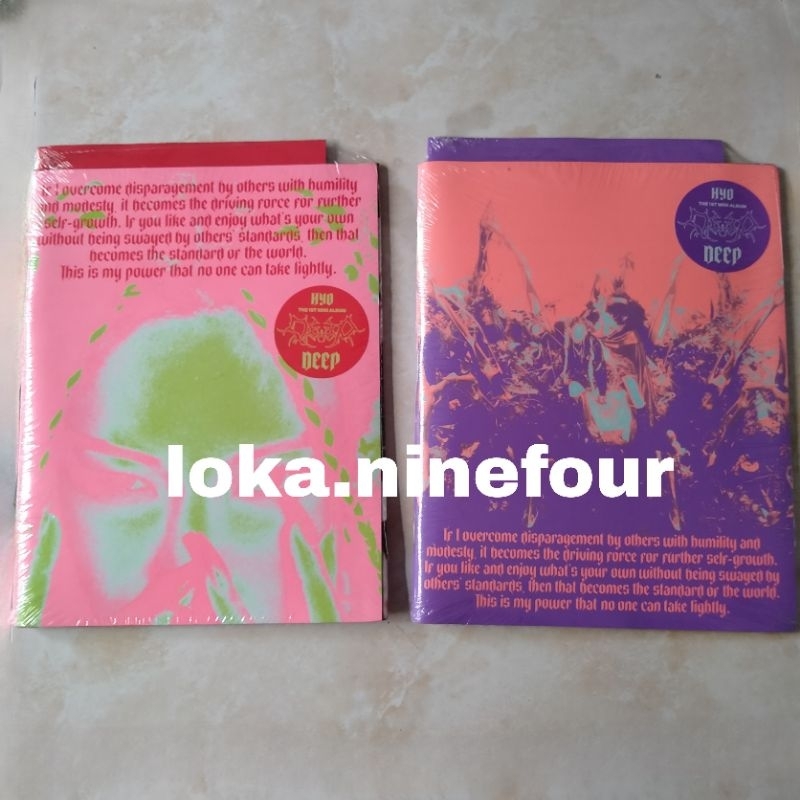 If I overcome disparagement by others with humility
and modesty, it becomes the driving force for further
self-growth. If you like and enjoy what's your own
without being swayed by others' standards, then that
becomes the standard of the world.
This is my power that no one can take lightly.
HYO
THE 1ST MINI ALBUM
DEEP
HYO
THE 1ST MINI ALBUM
DEEP
loka.ninefour
If I overcome disparagement by others with humility and
modesty, it becomes the driving force for further self-growth.
If you like and enjoy what's your own without being swayed by
others' standards, then that becomes the standard of the world.
This is my power that no one can take lightly.